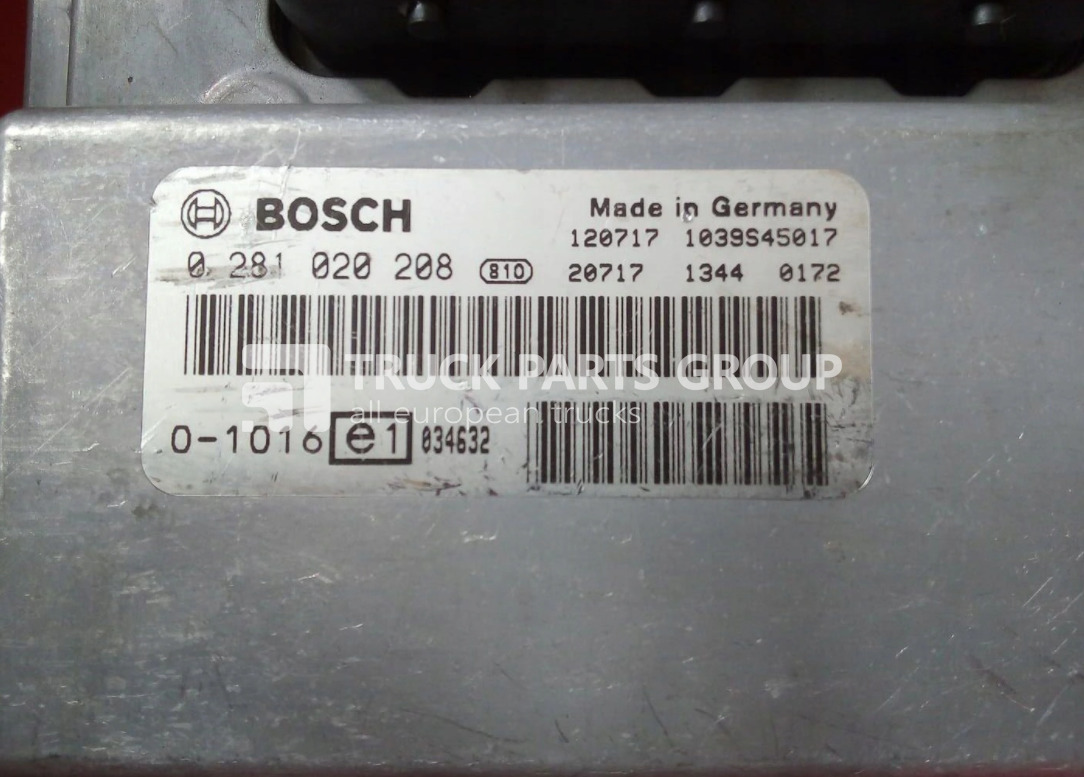 BOSCH Made in Germany
120717 1039S45017
0 281 020 208 810 20717 1344 0172
TRUCK PARTS GROUP
all european trucks
0-1016 e1 034632